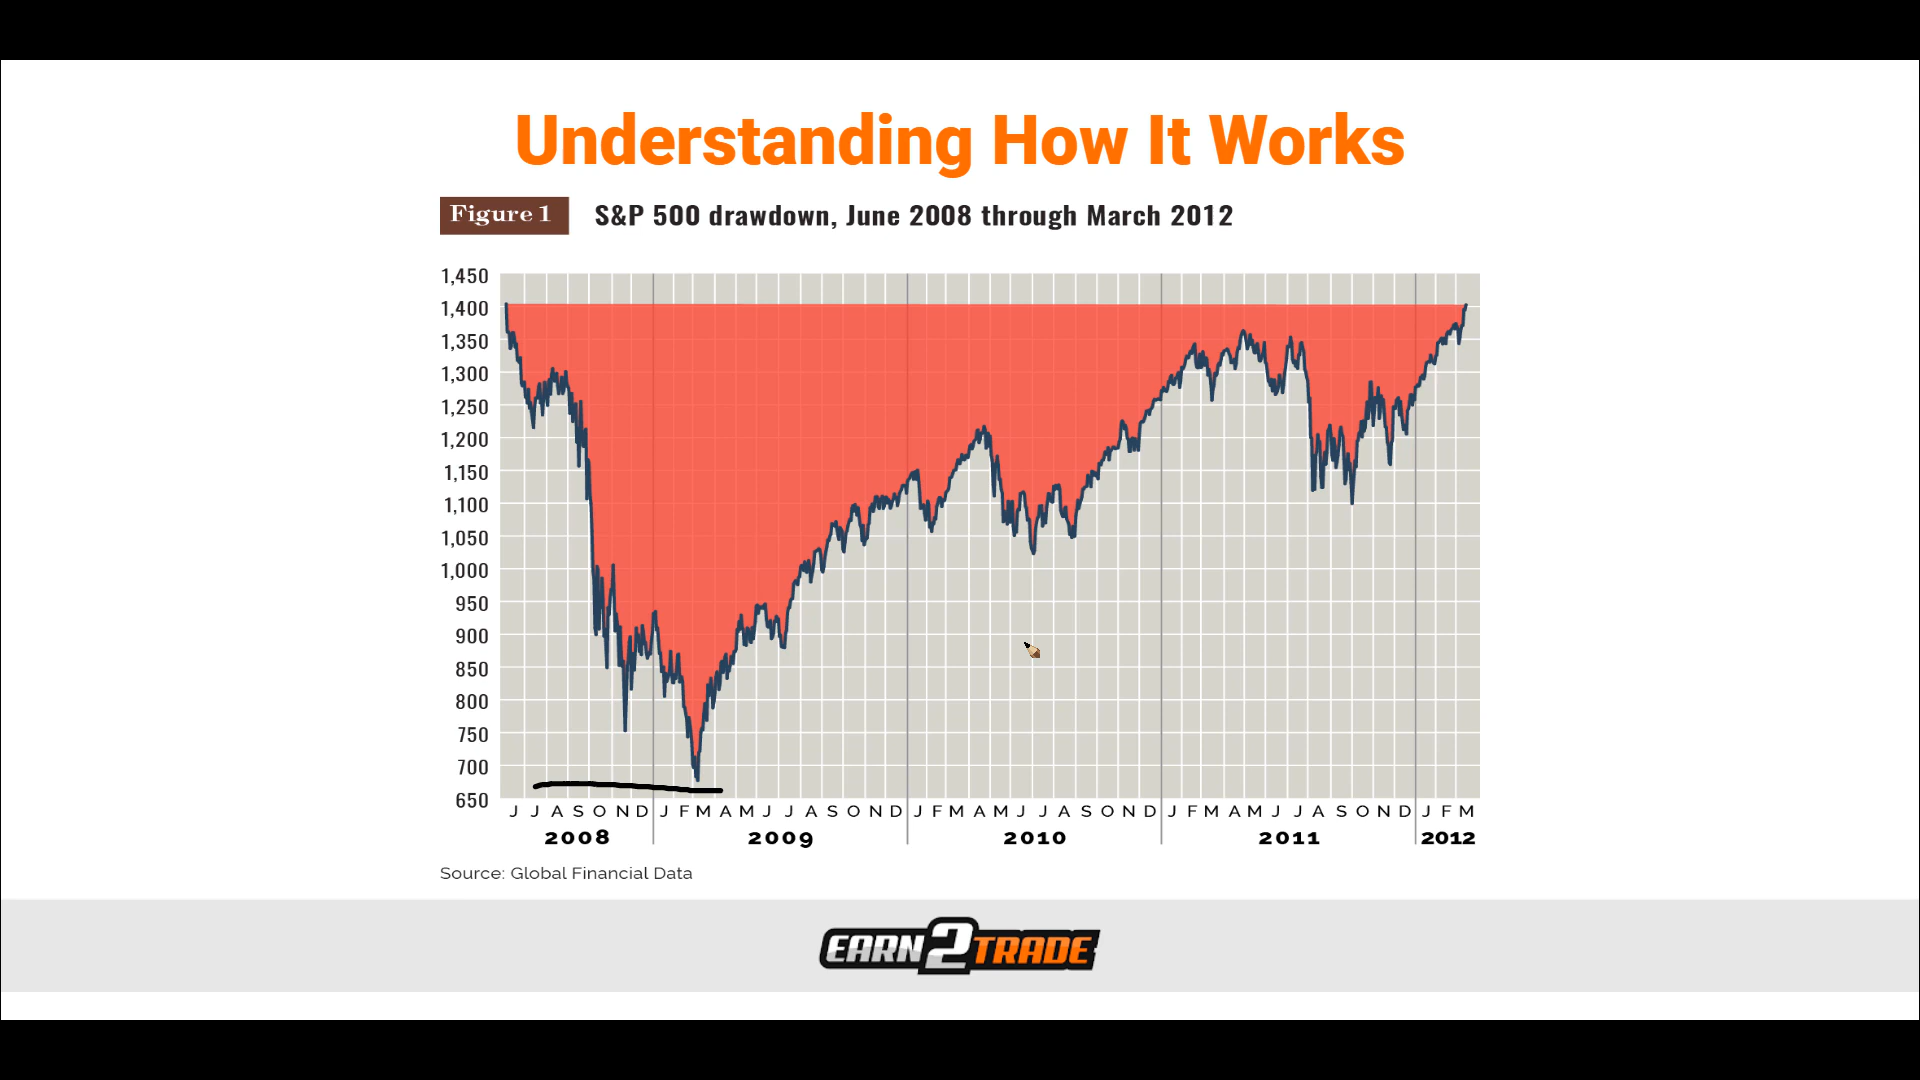 Understanding How It Works
Figure 1 S&P 500 drawdown, June 2008 through March 2012
1,450
1,400
1,350
1,300
1,250
1,200
1,150
1,100
1,050
1,000
950
900
850
800
750
700
650
J J A S O N D J F M A M J J A S O N D J F M A M J J A S O N D J F M A M J J A S O N D J F M
2008 2009 2010 2011 2012
Source: Global Financial Data
EARN2TRADE